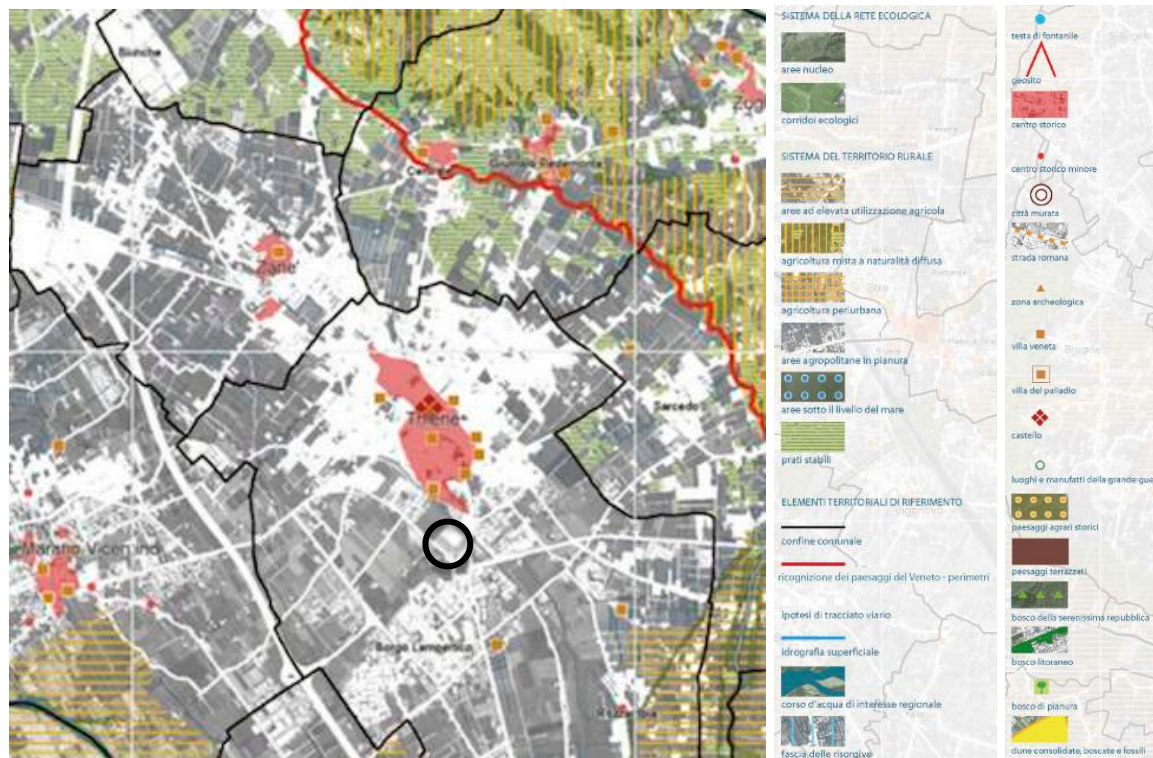 Zanè
Thiene
Sarcedo
Marano Vicentino
Borgo Lampertico
SISTEMA DELLA RETE ECOLOGICA
aree nucleo
corridoi ecologici
SISTEMA DEL TERRITORIO RURALE
aree ad elevata utilizzazione agricola
agricoltura mista a naturalità diffusa
agricoltura periurbana
aree agropolitane in pianura
aree sotto il livello del mare
prati stabili
ELEMENTI TERRITORIALI DI RIFERIMENTO
confine comunale
ricognizione dei paesaggi del Veneto - perimetri
ipotesi di tracciato viario
idrografia superficiale
corso d'acqua di interesse regionale
fascia delle risorgive
testa di fontanile
geosito
centro storico
centro storico minore
città murata
strada romana
zona archeologica
villa veneta
villa del palladio
castello
luoghi e manufatti della grande gue
paesaggi agrari storici
paesaggi terrazzati
bosco della serenissima repubblica
bosco litoraneo
bosco di pianura
dune consolidate, boscate e fossili